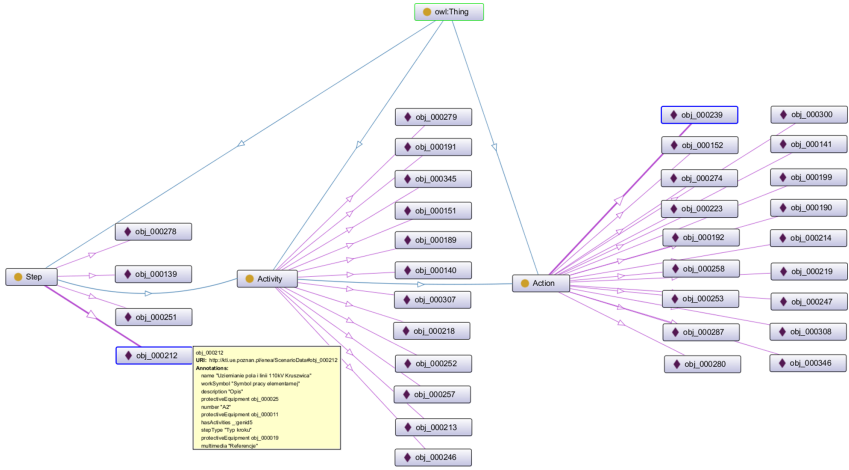 owl:Thing
obj_000279
obj_000191
obj_000345
obj_000151
obj_000189
obj_000140
obj_000307
obj_000218
obj_000252
obj_000257
obj_000213
obj_000246
obj_000239
obj_000152
obj_000274
obj_000223
obj_000192
obj_000258
obj_000253
obj_000287
obj_000280
obj_000300
obj_000141
obj_000199
obj_000190
obj_000214
obj_000219
obj_000247
obj_000308
obj_000346
obj_000278
obj_000139
obj_000251
obj_000212
Step
Activity
Action
obj_000212
URI: http://kti.ue.poznan.pl/enea/ScenarioData#obj_000212
Annotations:
name "Uziemianie pola i linii 110kV Kruszwica"
workSymbol "Symbol pracy elementarnej"
description "Opis"
protectiveEquipment obj_000025
number "A2"
protectiveEquipment obj_000011
hasActivities _:genid5
stepType "Typ kroku"
protectiveEquipment obj_000019
multimedia "Referencje"